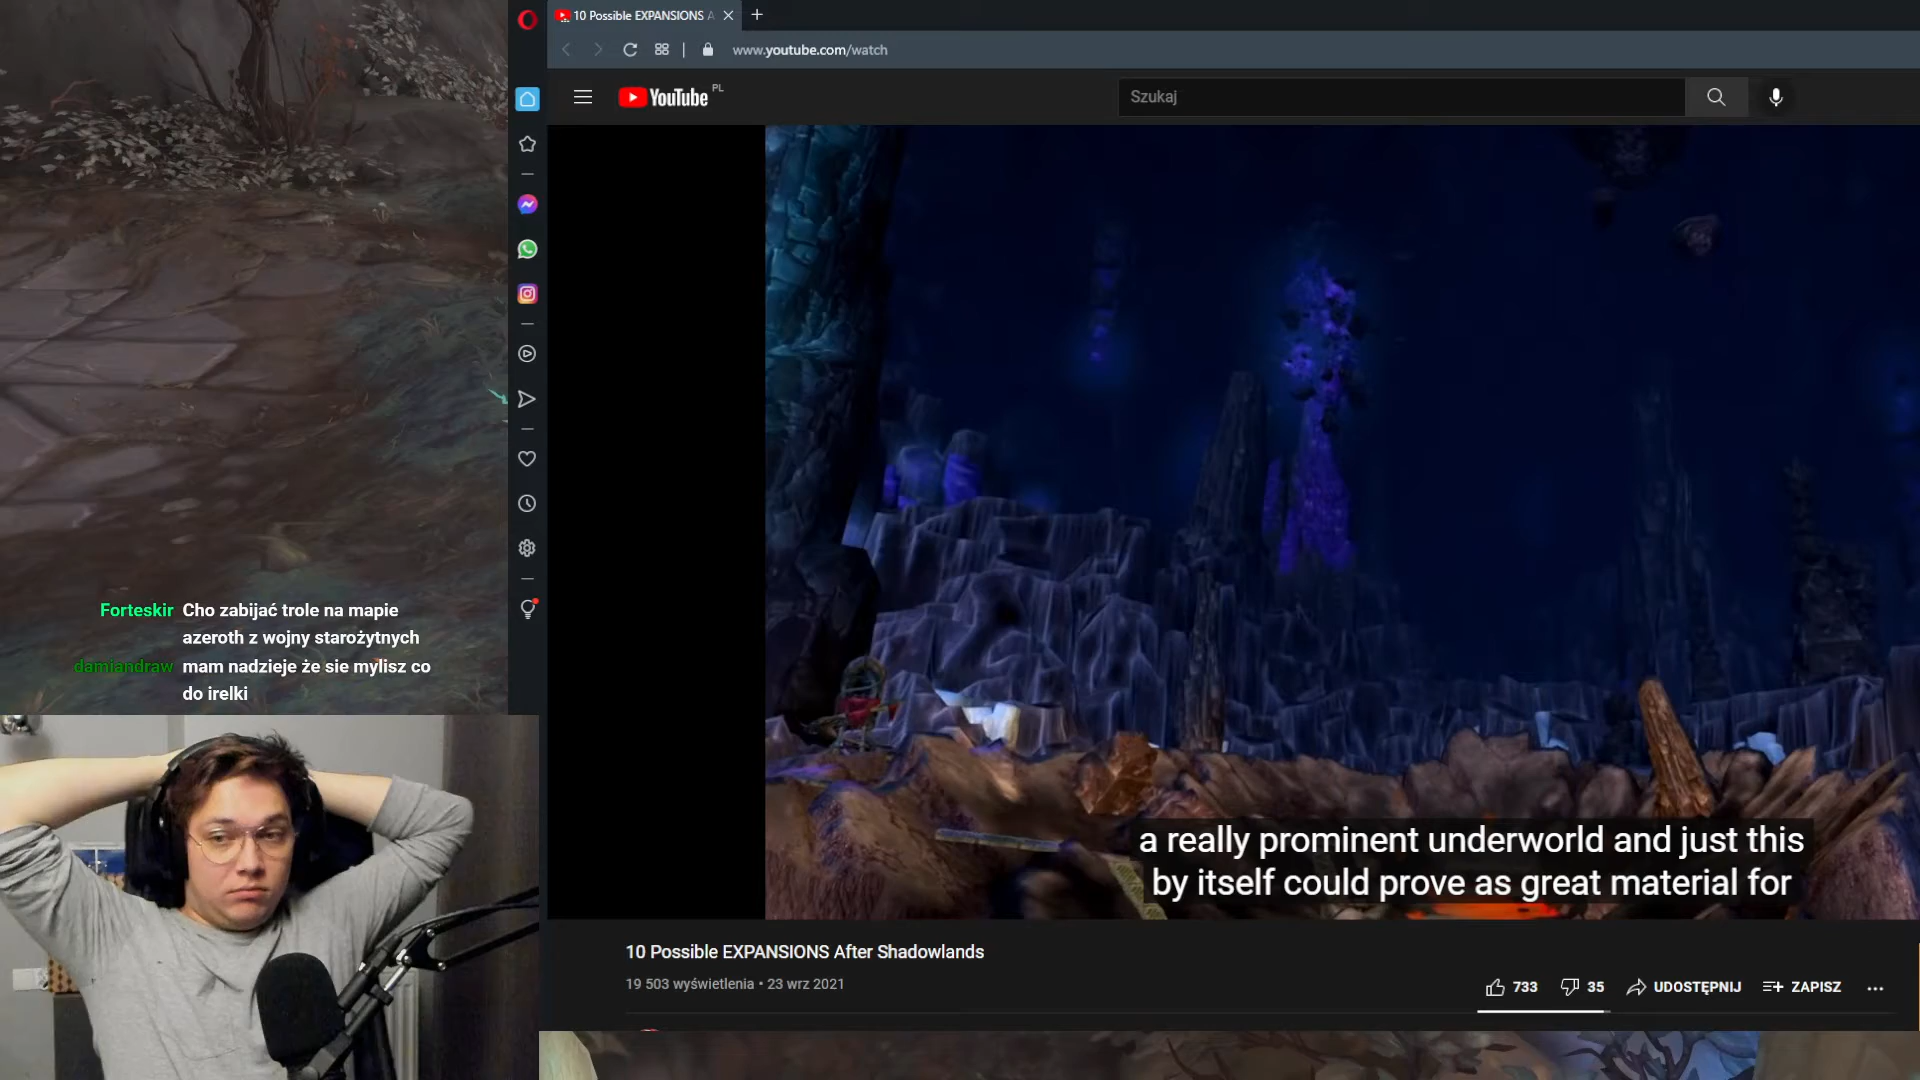 10 Possible EXPANSIONS A
www.youtube.com/watch
YouTube PL
Szukaj
a really prominent underworld and just this
by itself could prove as great material for
Forteskir Cho zabijać trole na mapie
azeroth z wojny starożytnych
damiandraw mam nadzieje że sie mylisz co
do irelki
10 Possible EXPANSIONS After Shadowlands
19 503 wyświetlenia • 23 wrz 2021
733 35 UDOSTĘPNIJ ZAPISZ